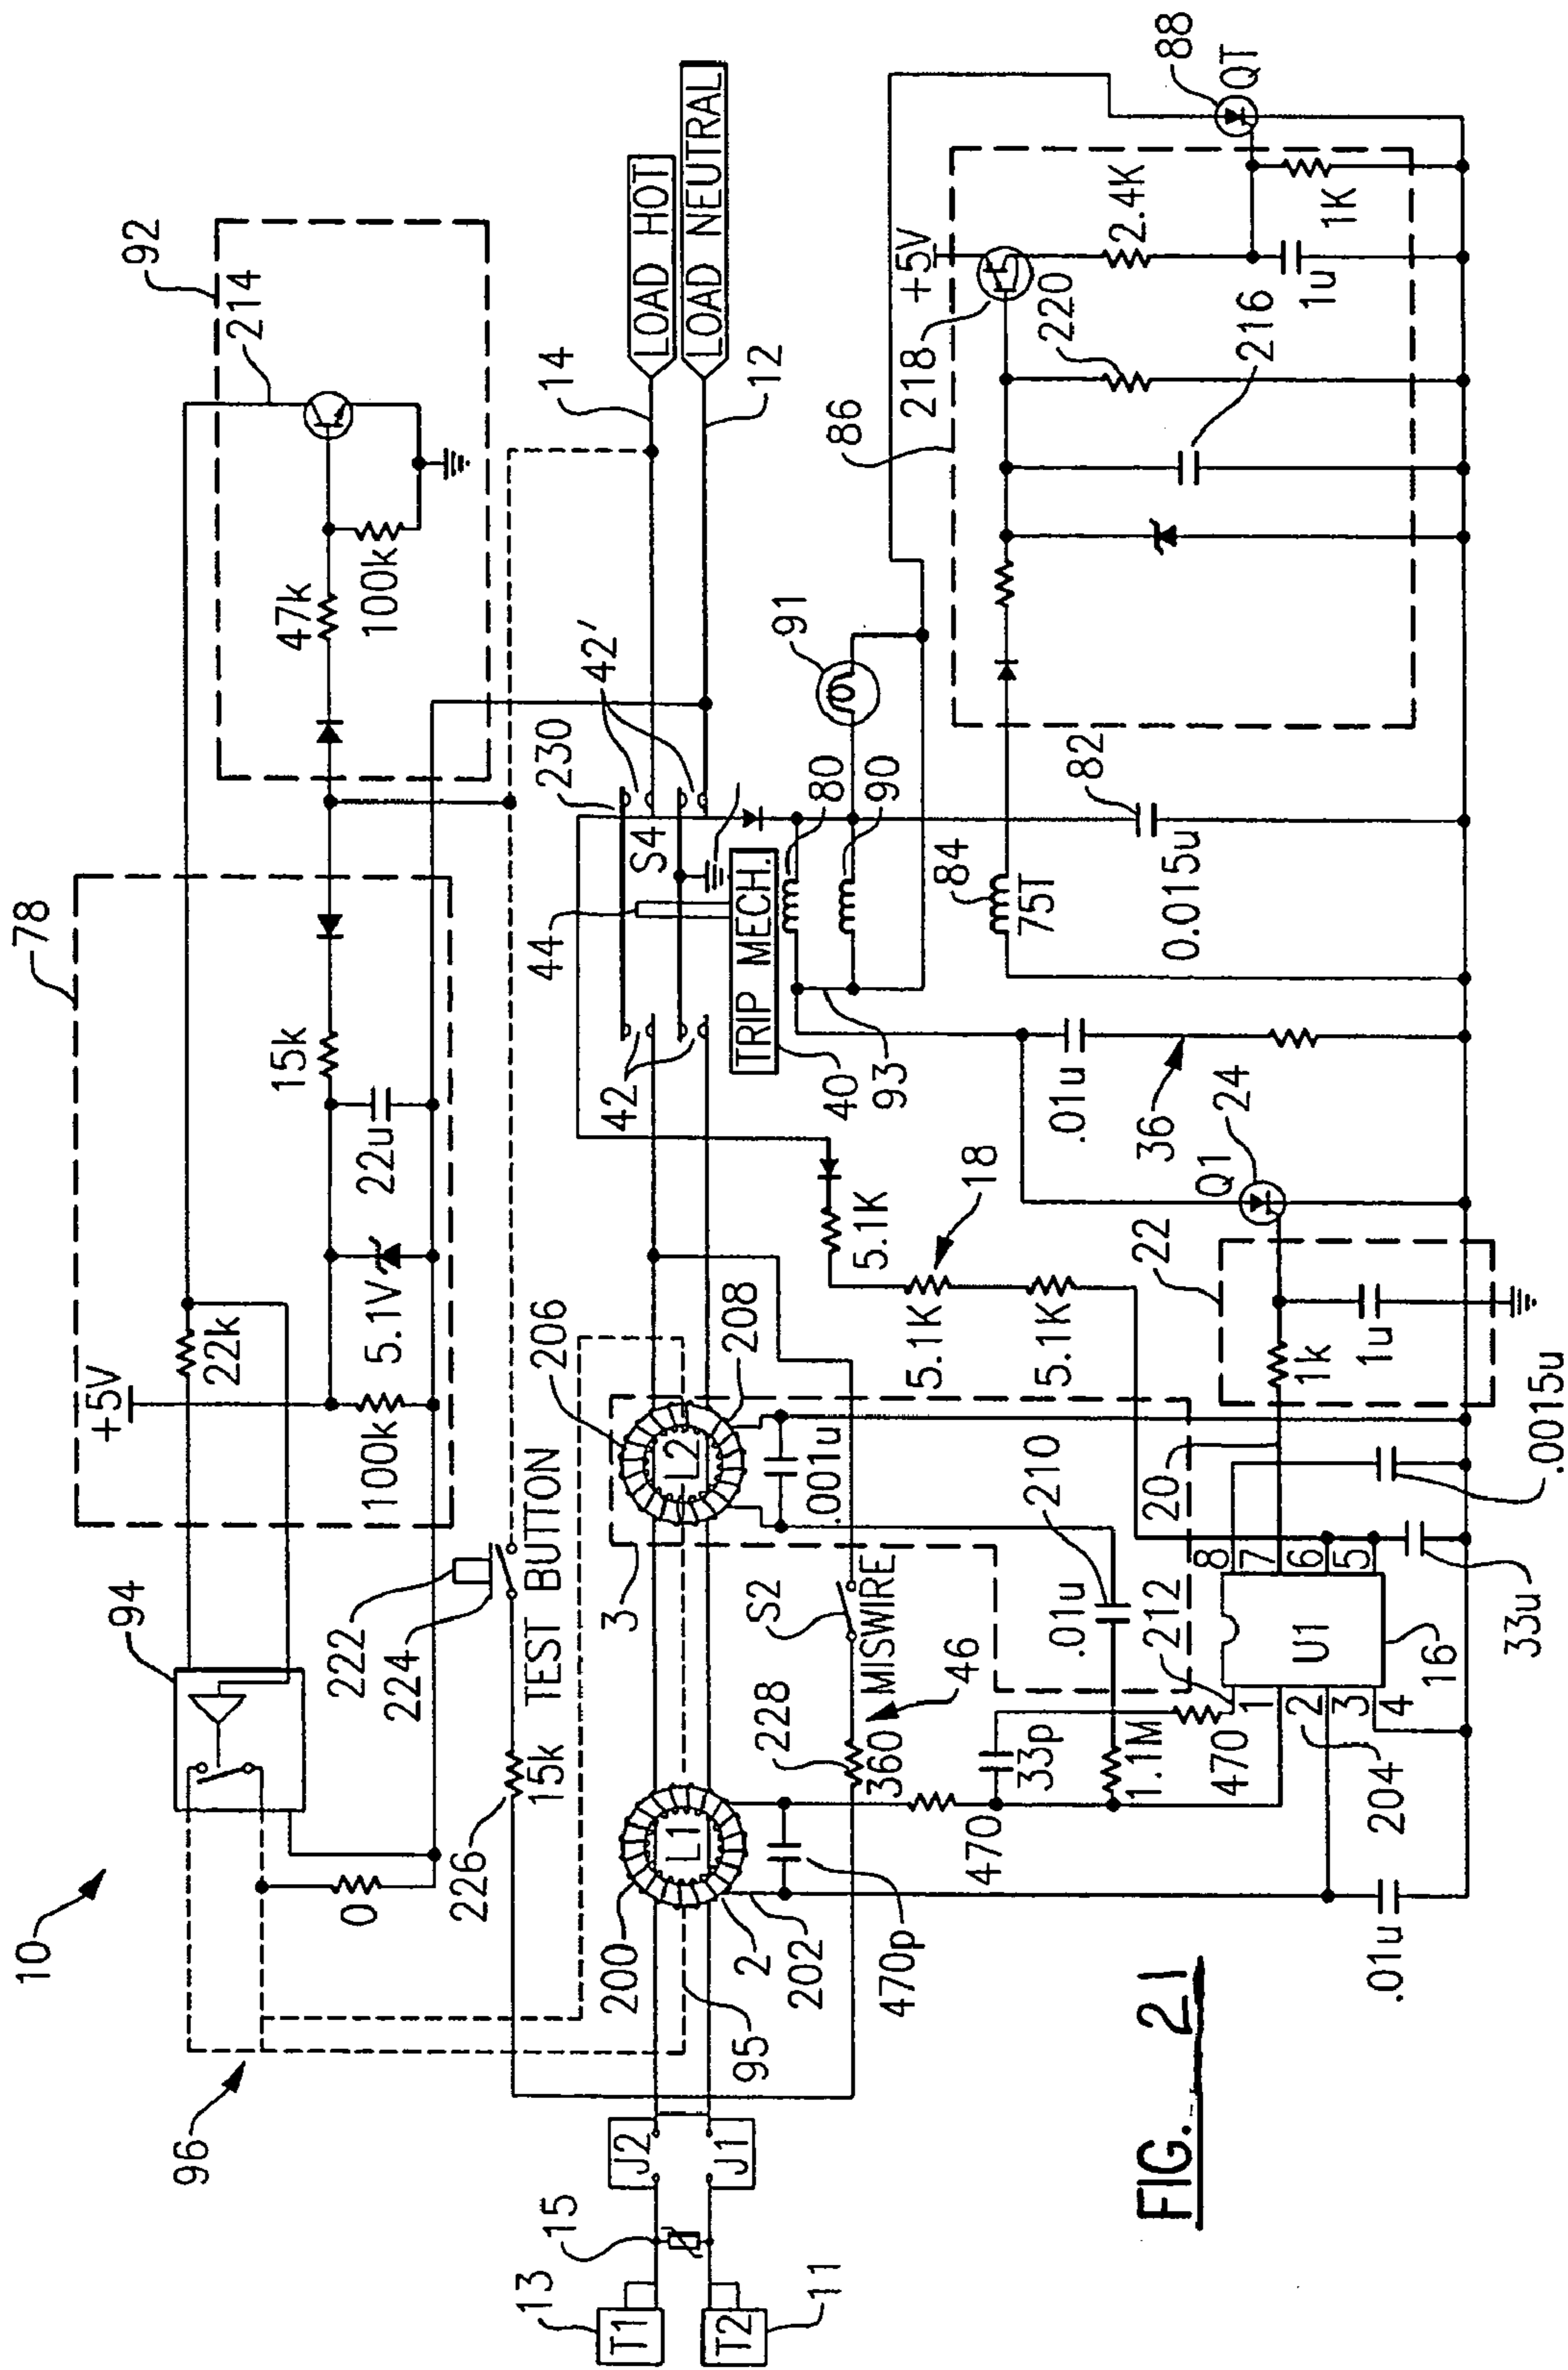 10
96
94
78
92
+5V
22k
100k
5.1V
22u
15k
47k
100k
214
0
222
224
226
15k TEST BUTTON
13
T1
15
J2
J1
T2
11
200
L1
2
202
95
470p
3
206
L2
208
.001u
S2
MISWIRE
46
228
360
42
44
S4
230
42'
TRIP MECH.
40
93
80
90
91
14
12
LOAD HOT
LOAD NEUTRAL
5.1K
18
5.1K
5.1K
.01u
36
84
75T
82
0.015u
86
218
+5V
220
216
2.4K
1u
1K
88
QT
Q1
24
22
1k
1u
20
210
.01u
212
470
33p
1.1M
470
204
U1
1
2
3
4
8
7
6
5
16
33u
.0015u
.01u
FIG. 21